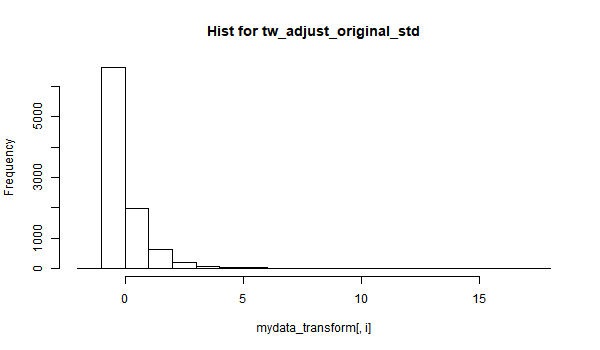 Hist for tw_adjust_original_std
Frequency
5000
3000
1000
0
0 5 10 15
mydata_transform[, i]